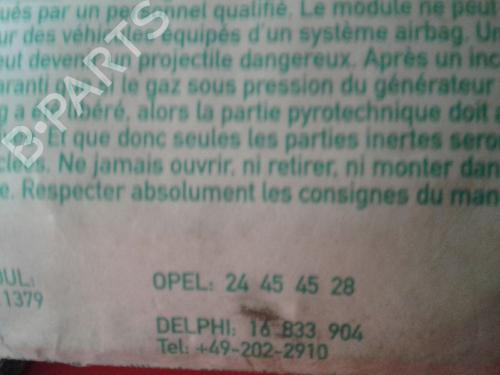 ués par un personnel qualifié. Le module ne peut
ur des véhicules équipés d'un système airbag. Un
eut devenir un projectile dangereux. Après un inc
aranti que le gaz sous pression du générateur
g a libéré, alors la partie pyrotechnique doit
Et que donc seules les parties inertes sero
clées. Ne jamais ouvrir, ni retirer, ni monter dan
e. Respecter absolument les consignes du man
B-PARTS
OUL:
1379
OPEL: 24 45 45 28
DELPHI: 16 833 904
Tel: +49-202-2910